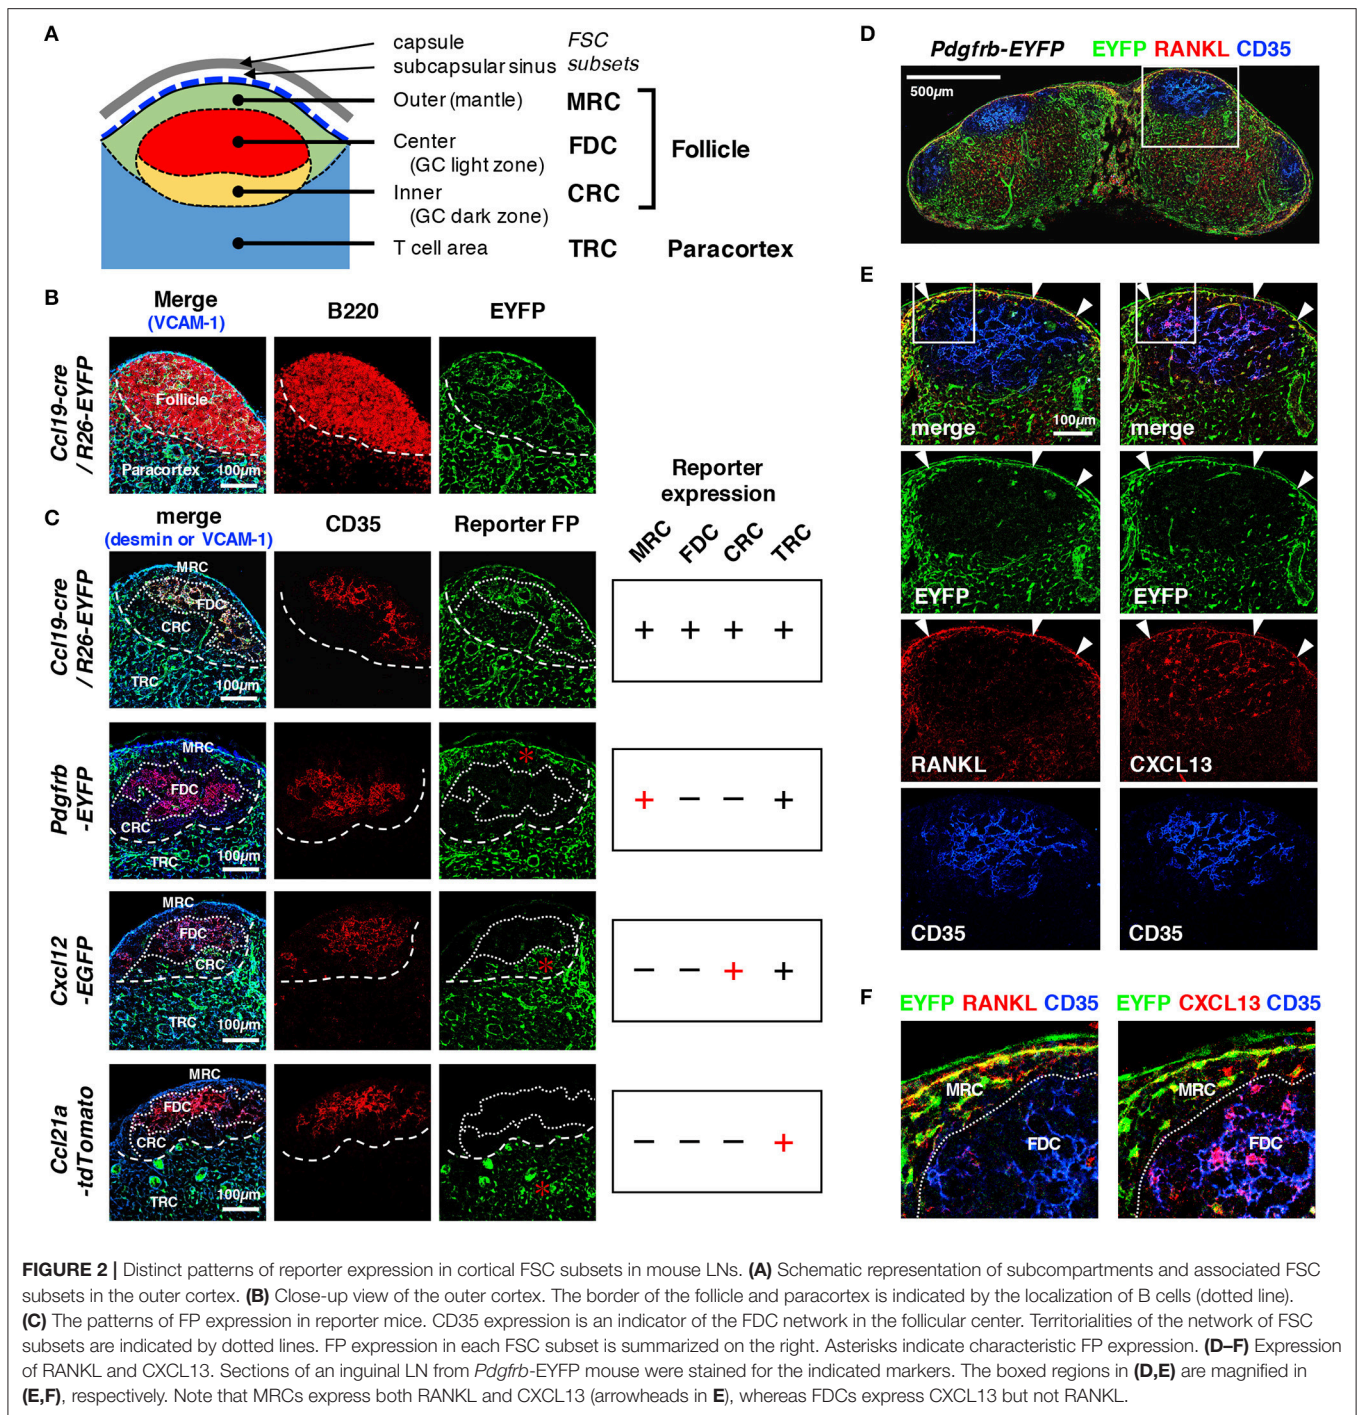 A
capsule
subcapsular sinus
FSC
subsets
Outer (mantle)
MRC
Center
(GC light zone)
FDC
Follicle
Inner
(GC dark zone)
CRC
T cell area
TRC
Paracortex
B
Merge
(VCAM-1)
B220
EYFP
Ccl19-cre
/ R26-EYFP
Follicle
Paracortex
100µm
C
merge
(desmin or VCAM-1)
CD35
Reporter FP
Reporter
expression
MRC
FDC
CRC
TRC
Ccl19-cre
/ R26-EYFP
MRC
FDC
CRC
TRC
100µm
+ + + +
Pdgfrb
-EYFP
MRC
FDC
CRC
TRC
100µm
*
+ − − +
Cxcl12
-EGFP
MRC
FDC
CRC
TRC
100µm
*
− − + +
Ccl21a
-tdTomato
MRC
FDC
CRC
TRC
100µm
*
− − − +
D
Pdgfrb-EYFP EYFP RANKL CD35
500µm
E
merge
100µm
merge
EYFP
EYFP
RANKL
CXCL13
CD35
CD35
F
EYFP RANKL CD35
EYFP CXCL13 CD35
MRC
FDC
MRC
FDC
FIGURE 2 | Distinct patterns of reporter expression in cortical FSC subsets in mouse LNs. (A) Schematic representation of subcompartments and associated FSC
subsets in the outer cortex. (B) Close-up view of the outer cortex. The border of the follicle and paracortex is indicated by the localization of B cells (dotted line).
(C) The patterns of FP expression in reporter mice. CD35 expression is an indicator of the FDC network in the follicular center. Territorialities of the network of FSC
subsets are indicated by dotted lines. FP expression in each FSC subset is summarized on the right. Asterisks indicate characteristic FP expression. (D–F) Expression
of RANKL and CXCL13. Sections of an inguinal LN from Pdgfrb-EYFP mouse were stained for the indicated markers. The boxed regions in (D,E) are magnified in
(E,F), respectively. Note that MRCs express both RANKL and CXCL13 (arrowheads in E), whereas FDCs express CXCL13 but not RANKL.